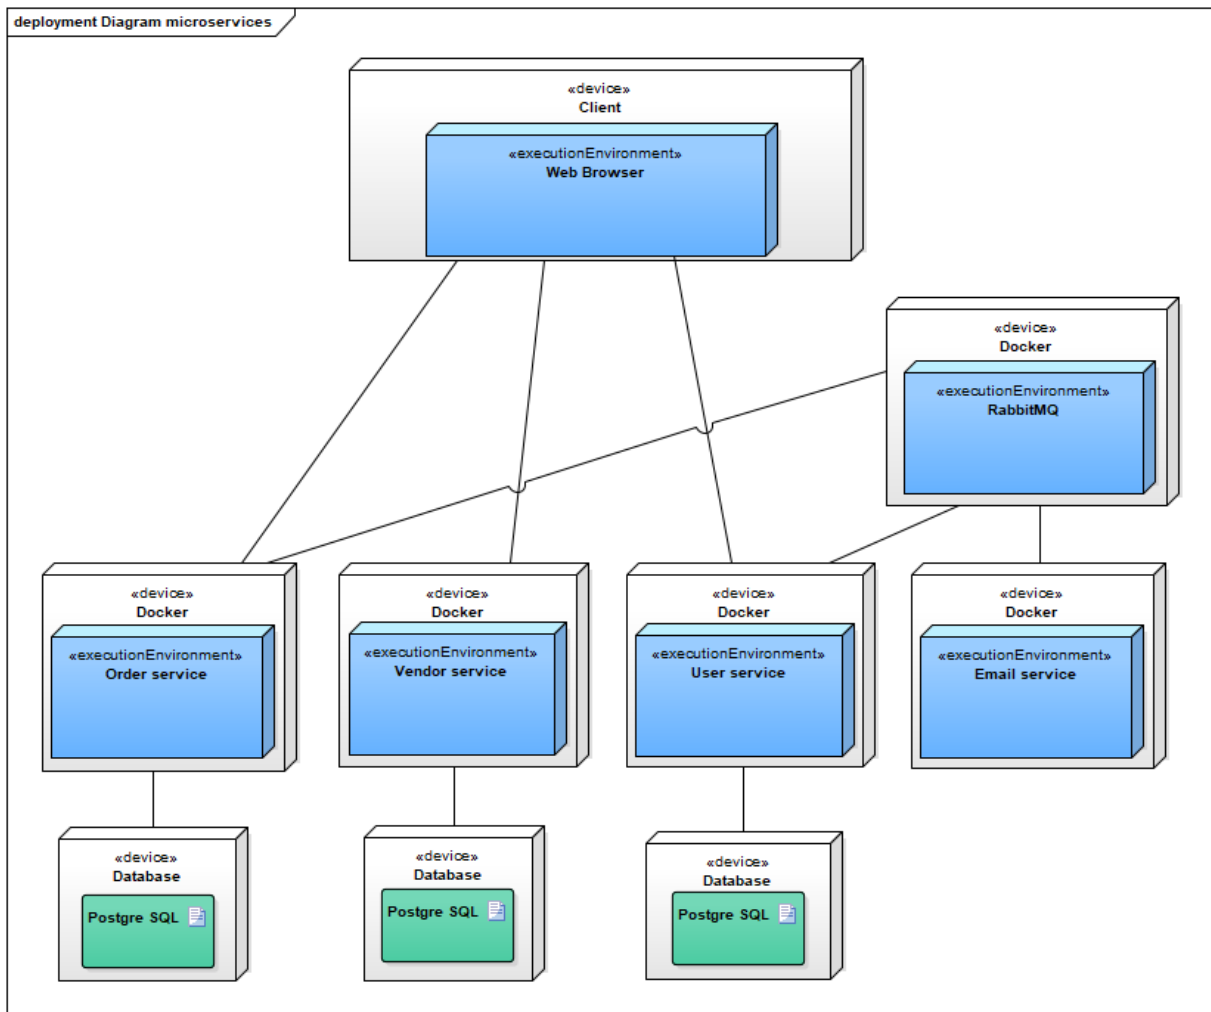 deployment Diagram microservices
«device»
Client
«executionEnvironment»
Web Browser
«device»
Docker
«executionEnvironment»
RabbitMQ
«device»
Docker
«executionEnvironment»
Order service
«device»
Docker
«executionEnvironment»
Vendor service
«device»
Docker
«executionEnvironment»
User service
«device»
Docker
«executionEnvironment»
Email service
«device»
Database
Postgre SQL
«device»
Database
Postgre SQL
«device»
Database
Postgre SQL